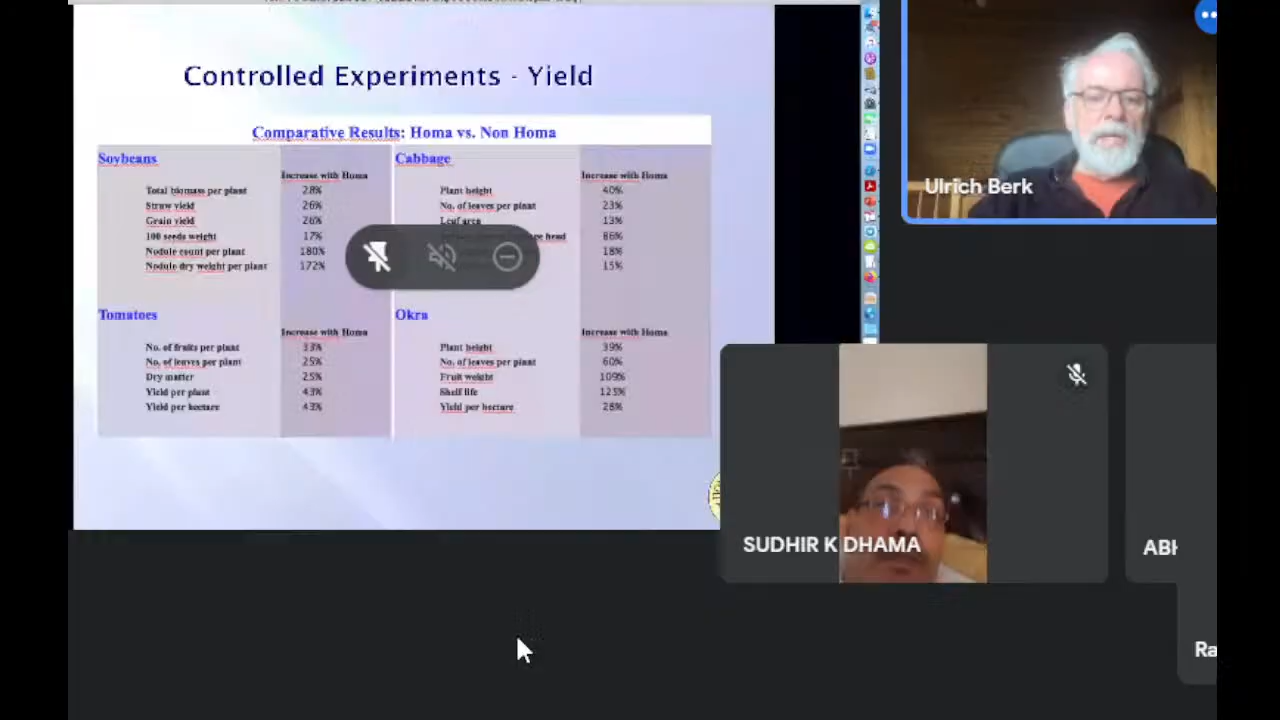 Controlled Experiments - Yield
Comparative Results: Homa vs. Non Homa
Soybeans
Increase with Homa
Total biomass per plant 28%
Straw yield 26%
Grain yield 26%
100 seeds weight 17%
Nodule count per plant 180%
Nodule dry weight per plant 172%
Cabbage
Increase with Homa
Plant height 40%
No. of leaves per plant 23%
Leaf area 13%
head 86%
18%
15%
Tomatoes
Increase with Homa
No. of fruits per plant 33%
No. of leaves per plant 25%
Dry matter 25%
Yield per plant 43%
Yield per hectare 43%
Okra
Increase with Homa
Plant height 39%
No. of leaves per plant 60%
Fruit weight 109%
Shelf life 125%
Yield per hectare 28%
Ulrich Berk
SUDHIR K DHAMA
ABH
Ra